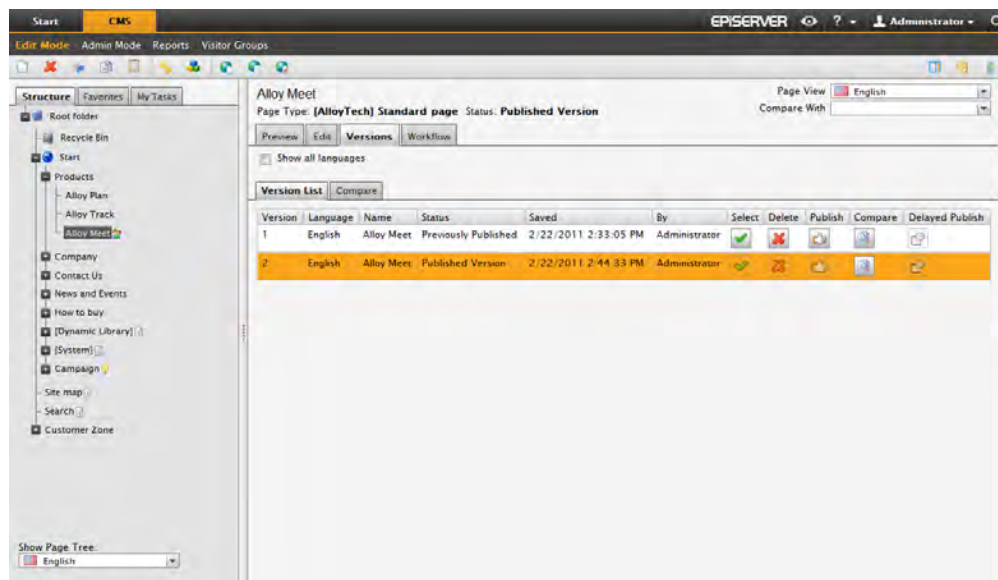 Start CMS EPiSERVER ? Administrator
Edit Mode Admin Mode Reports Visitor Groups
Structure Favorites My Tasks
Root folder
Recycle Bin
Start
Products
Alloy Plan
Alloy Track
Alloy Meet
Company
Contact Us
News and Events
How to buy
[Dynamic Library]
[System]
Campaign
Site map
Search
Customer Zone
Show Page Tree:
English
Alloy Meet
Page Type: [AlloyTech] Standard page Status: Published Version
Page View English
Compare With
Preview Edit Versions Workflow
Show all languages
Version List Compare
Version Language Name Status Saved By Select Delete Publish Compare Delayed Publish
1 English Alloy Meet Previously Published 2/22/2011 2:33:05 PM Administrator
2 English Alloy Meet Published Version 2/22/2011 2:44:33 PM Administrator